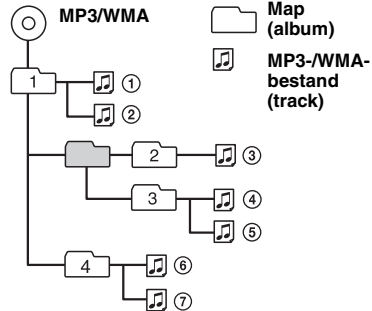 MP3/WMA
Map
(album)
MP3-/WMA-
bestand
(track)
1
①
②
2
③
3
④
⑤
4
⑥
⑦